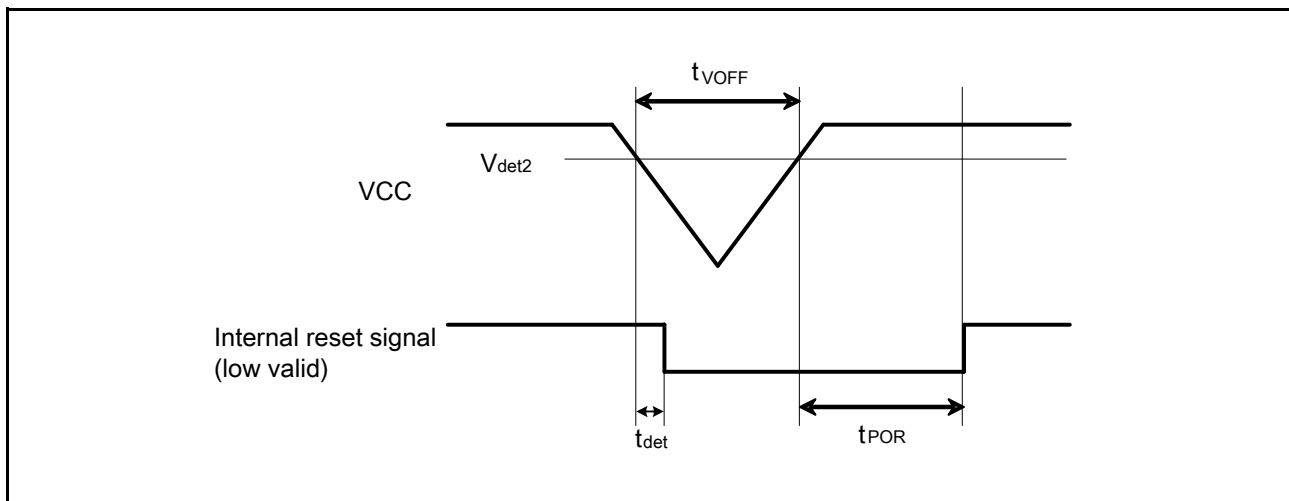 tVOFF
Vdet2
VCC
Internal reset signal
(low valid)
tdet
tPOR